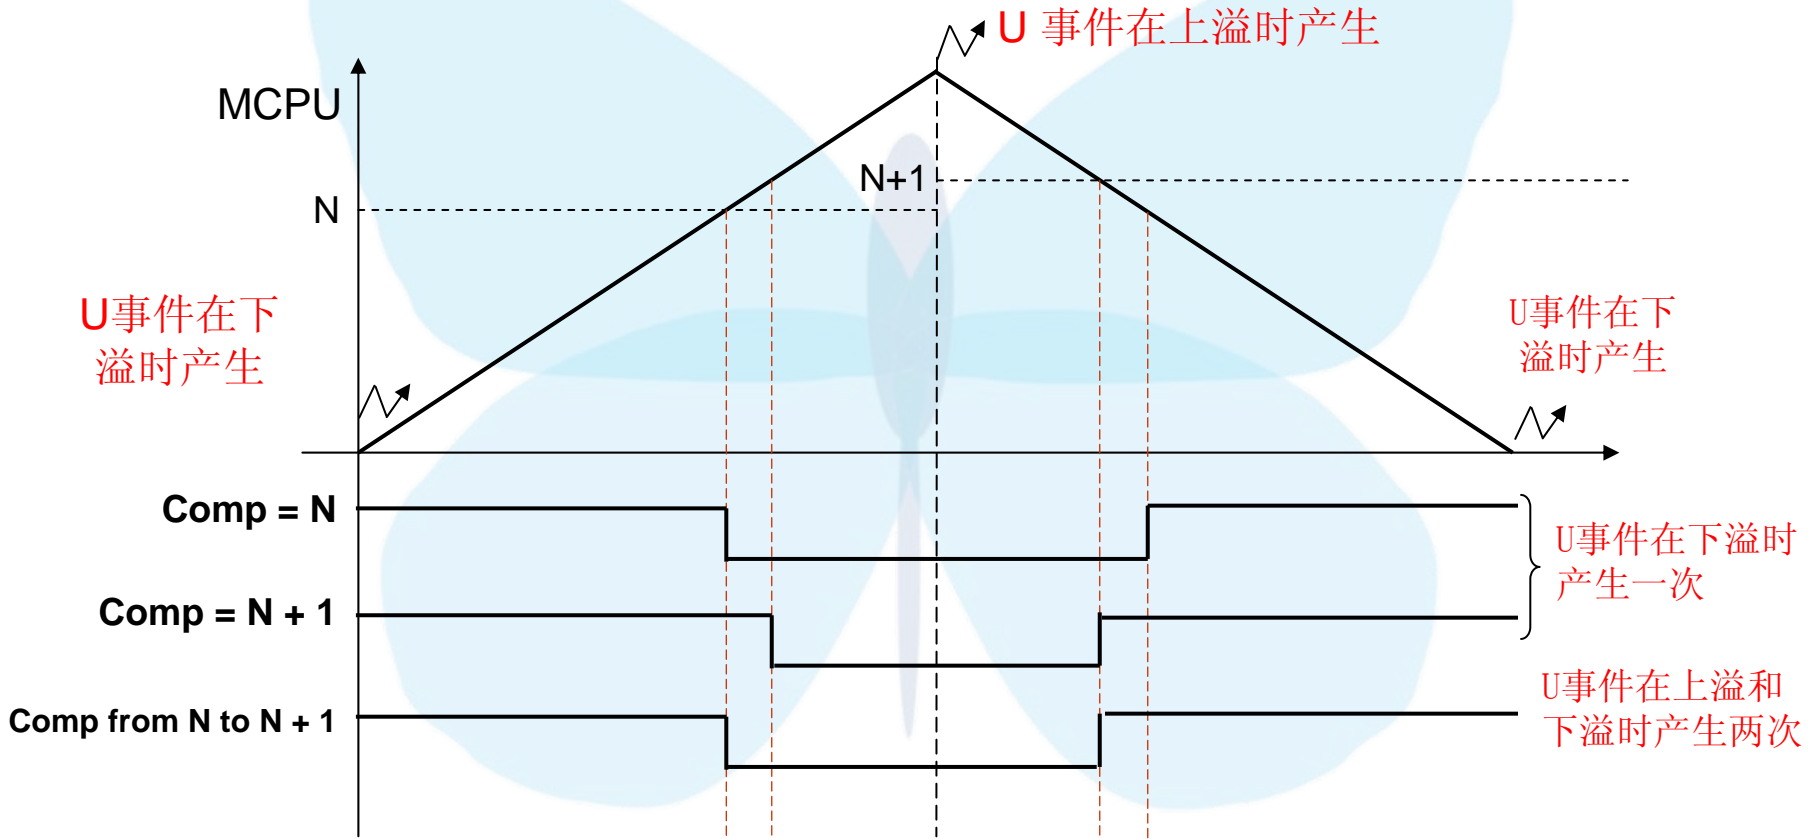 U 事件在上溢时产生
MCPU
N+1
N
U事件在下
溢时产生
U事件在下
溢时产生
Comp = N
U事件在下溢时
产生一次
Comp = N + 1
U事件在上溢和
下溢时产生两次
Comp from N to N + 1